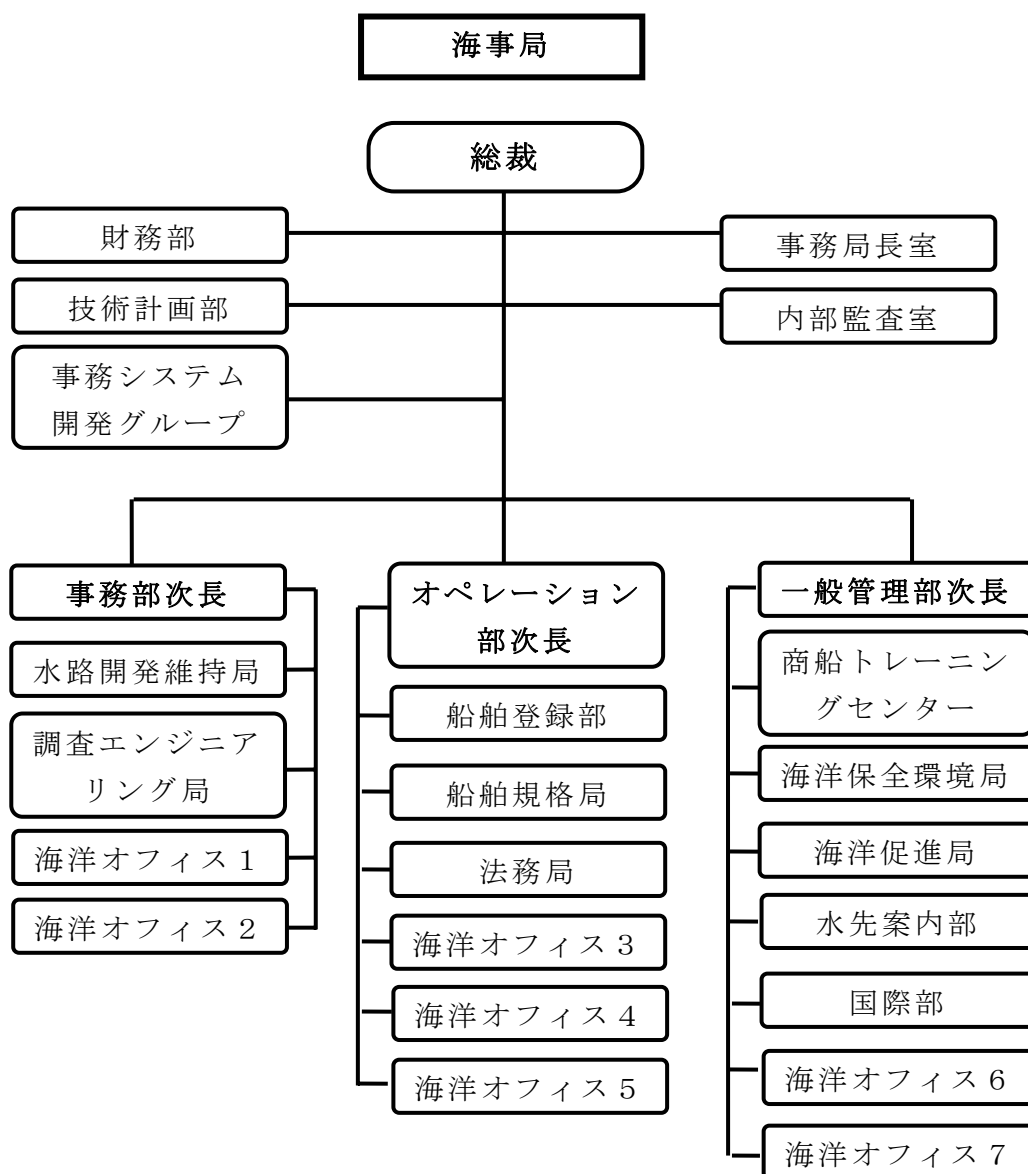 海事局
総裁
財務部
事務局長室
技術計画部
内部監査室
事務システム
開発グループ
事務部次長
水路開発維持局
調査エンジニア
リング局
海洋オフィス1
海洋オフィス2
オペレーション
部次長
船舶登録部
船舶規格局
法務局
海洋オフィス3
海洋オフィス4
海洋オフィス5
一般管理部次長
商船トレーニン
グセンター
海洋保全環境局
海洋促進局
水先案内部
国際部
海洋オフィス6
海洋オフィス7